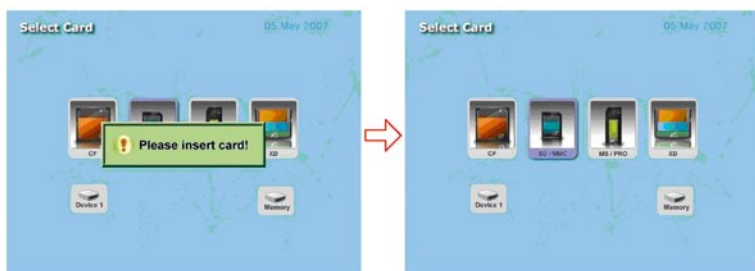 Select Card
05 May 2007
Please insert card!
CF
XD
Device 1
Memory
Select Card
05 May 2007
CF
SD / MMC
MS / PRO
XD
Device 1
Memory